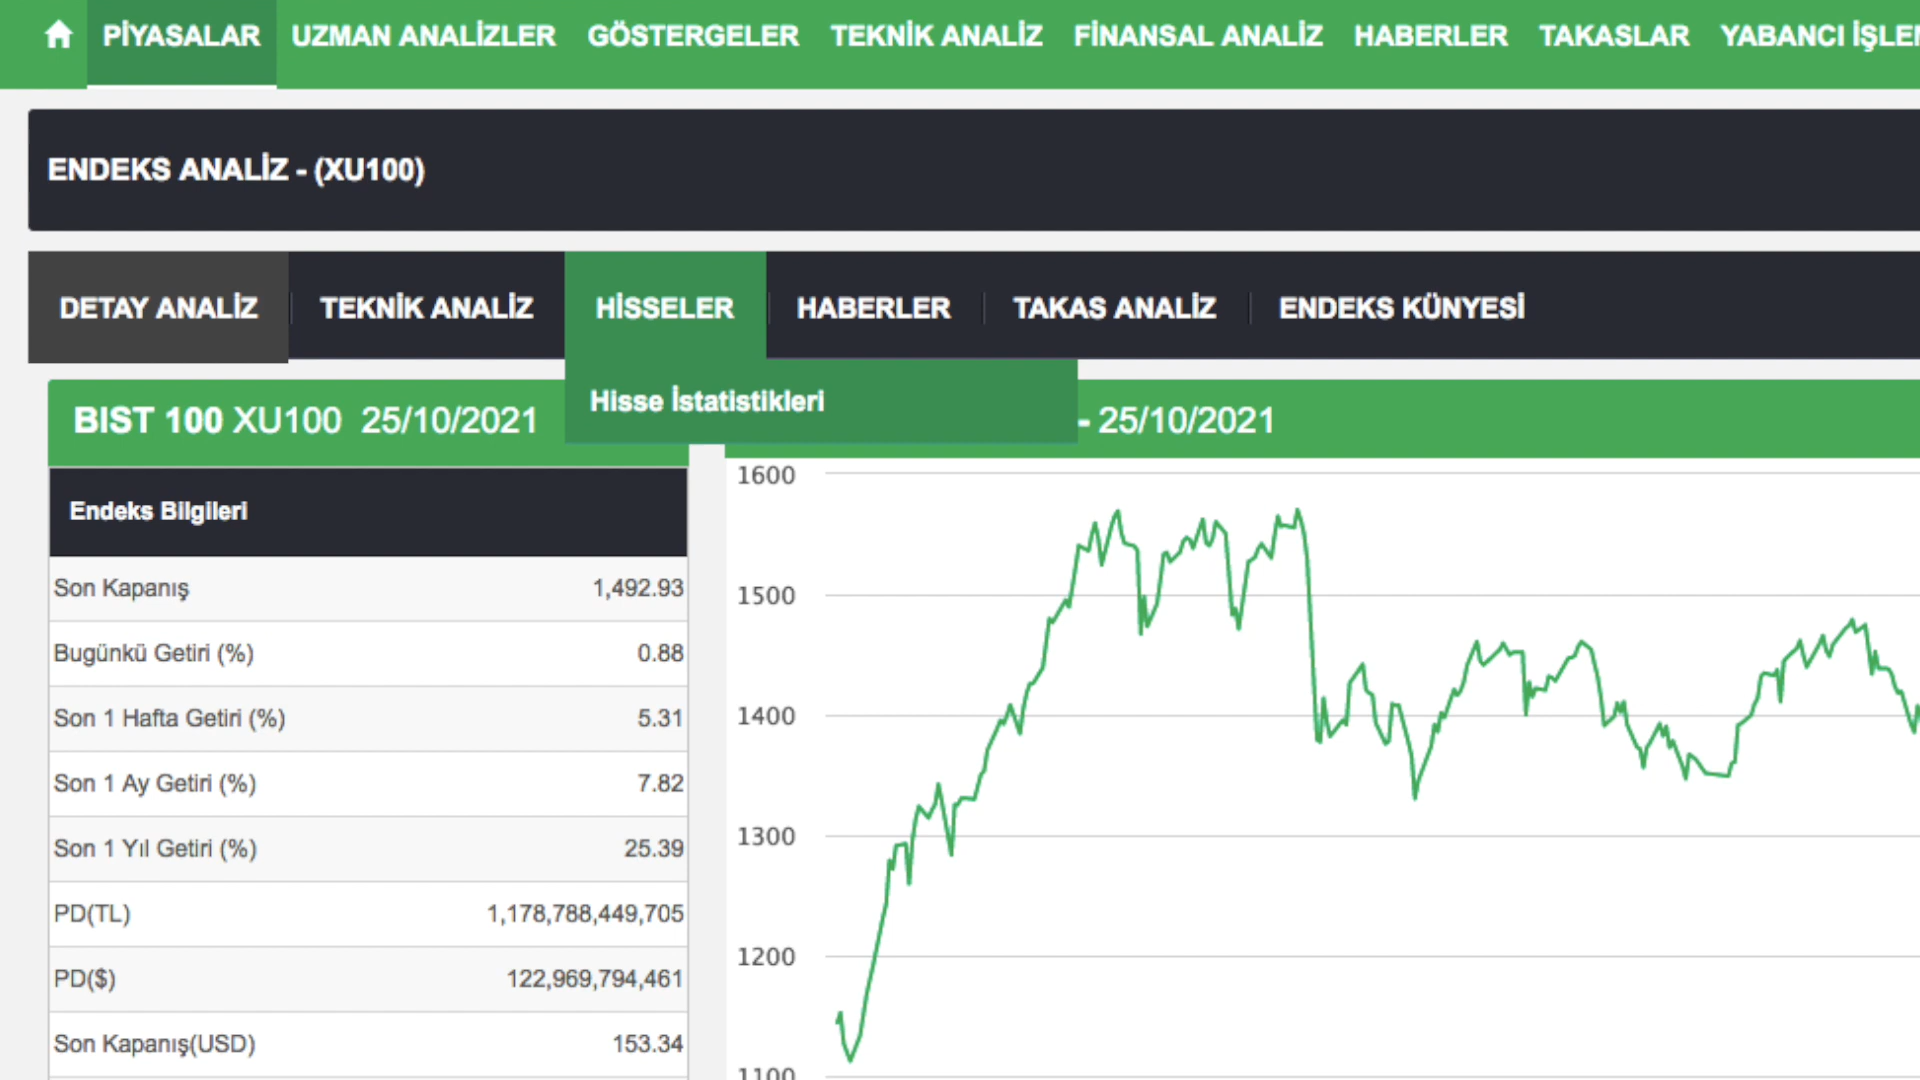 PİYASALAR UZMAN ANALİZLER GÖSTERGELER TEKNİK ANALİZ FİNANSAL ANALİZ HABERLER TAKASLAR YABANCI
ENDEKS ANALİZ - (XU100)
DETAY ANALİZ TEKNİK ANALİZ HİSSELER HABERLER TAKAS ANALİZ ENDEKS KÜNYESİ
Hisse İstatistikleri
BIST 100 XU100 25/10/2021
- 25/10/2021
Endeks Bilgileri
Son Kapanış 1,492.93
Bugünkü Getiri (%) 0.88
Son 1 Hafta Getiri (%) 5.31
Son 1 Ay Getiri (%) 7.82
Son 1 Yıl Getiri (%) 25.39
PD(TL) 1,178,788,449,705
PD($) 122,969,794,461
Son Kapanış(USD) 153.34
1600
1500
1400
1300
1200
1100